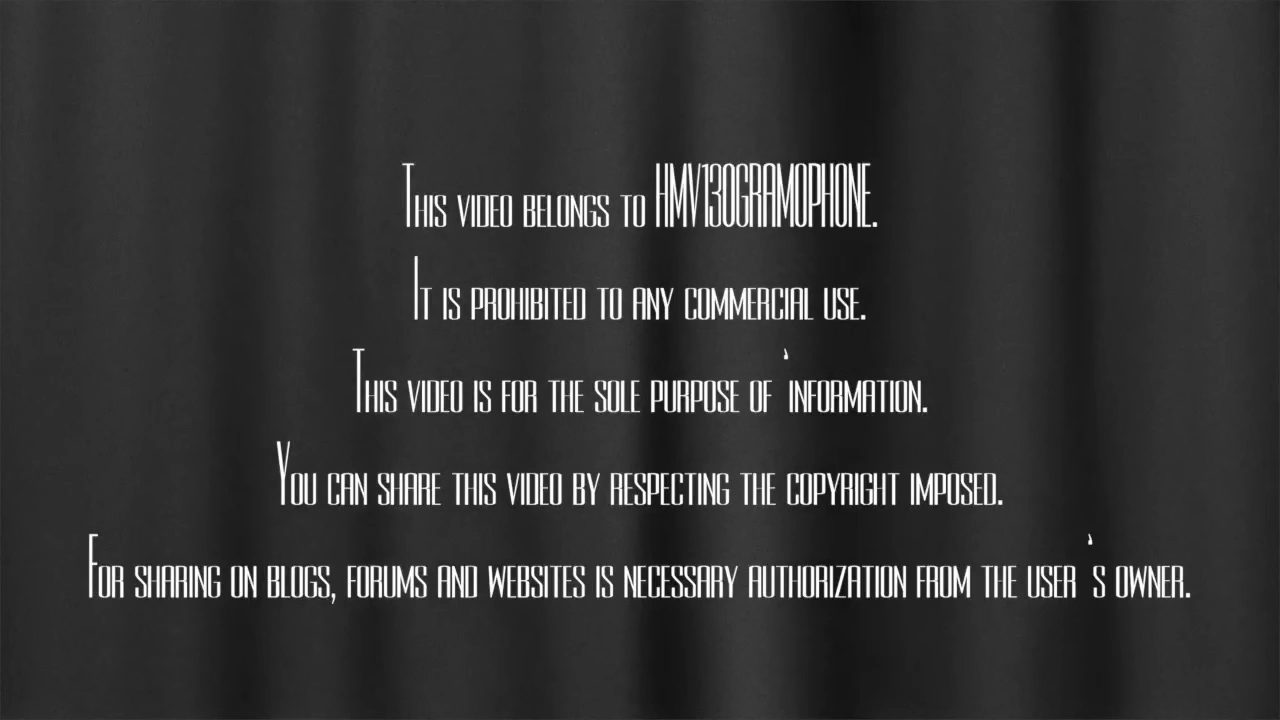 This video belongs to HMV130GRAMOPHONE.
It is prohibited to any commercial use.
This video is for the sole purpose of 'information.
You can share this video by respecting the copyright imposed.
For sharing on blogs, forums and websites is necessary authorization from the user 's owner.